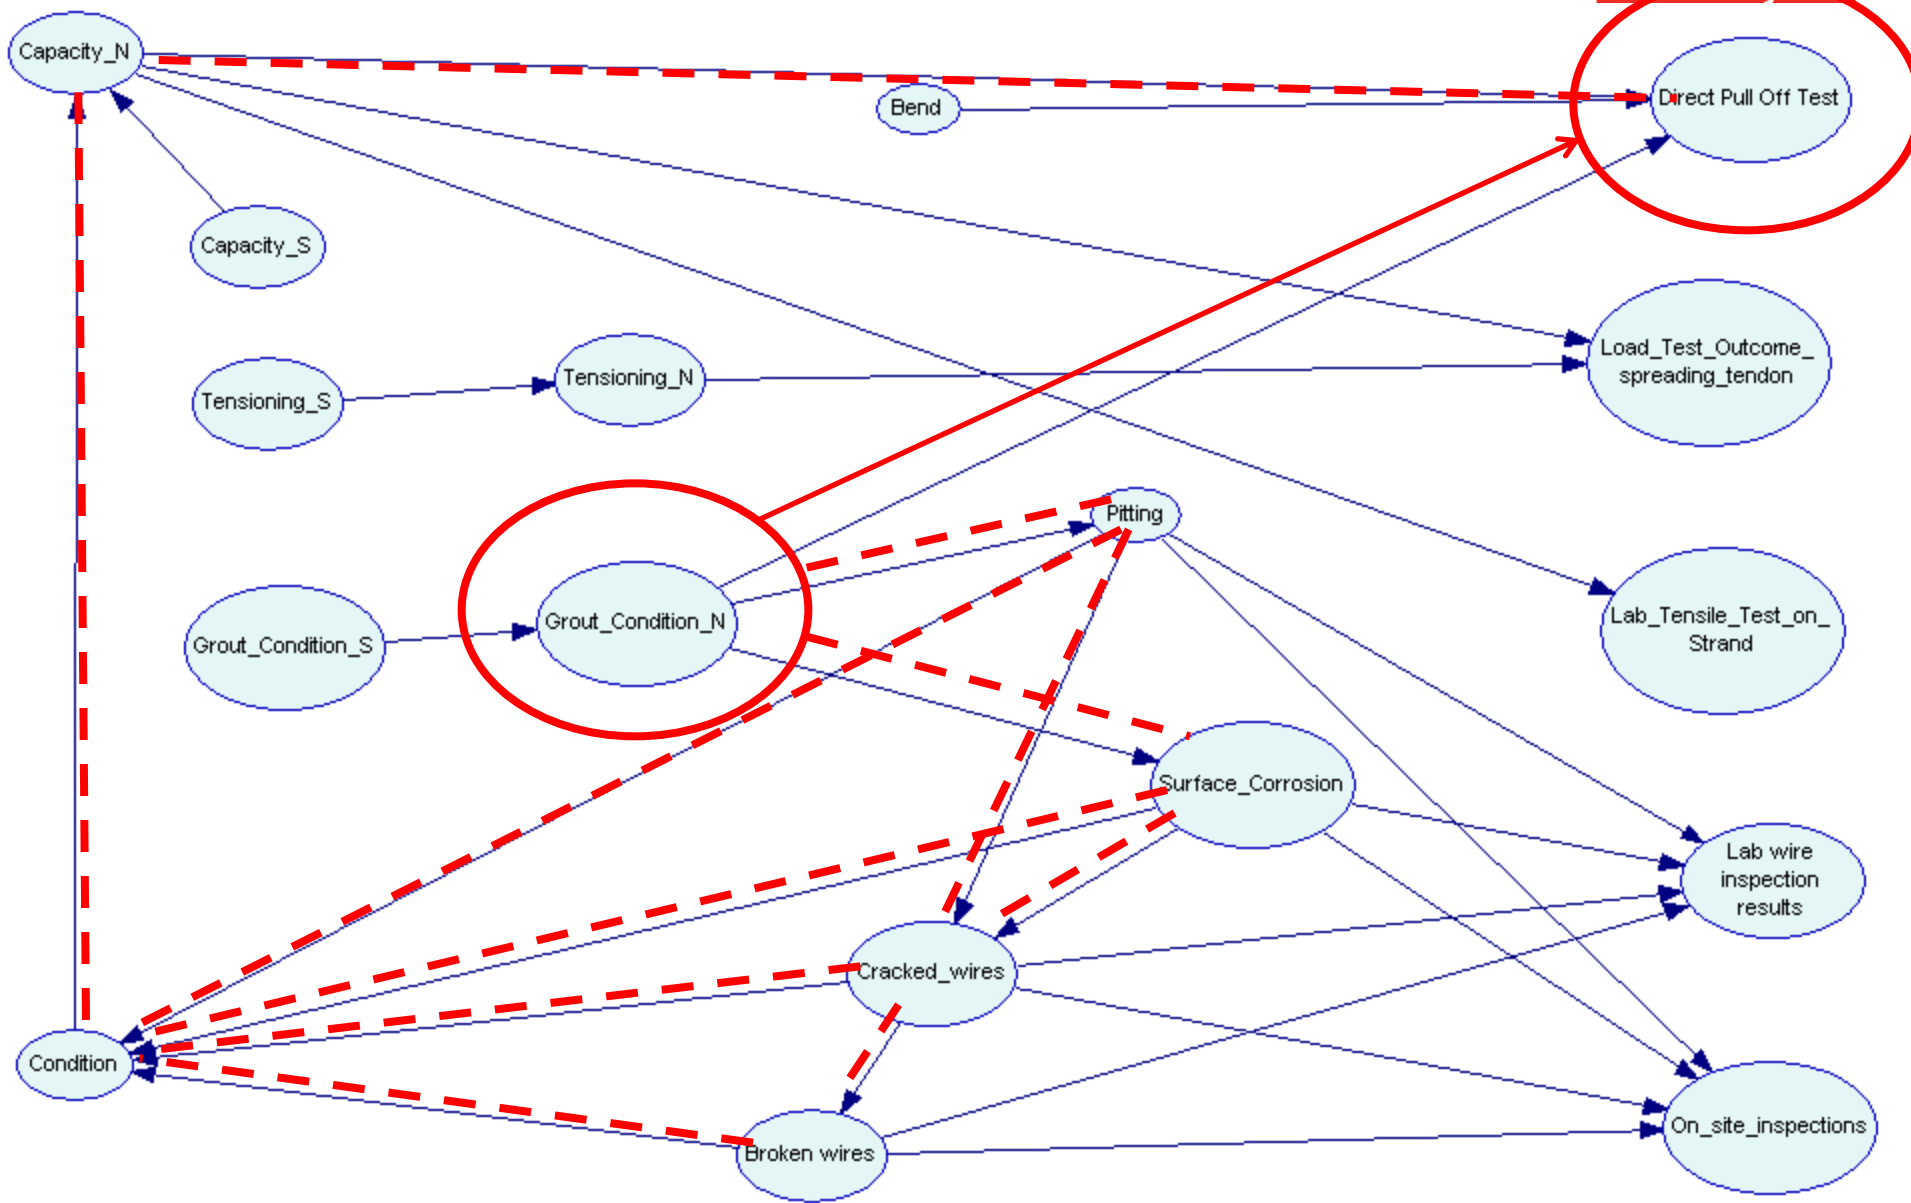 Capacity_N
Bend
Direct Pull Off Test
Capacity_S
Load_Test_Outcome_
spreading_tendon
Tensioning_S
Tensioning_N
Pitting
Grout_Condition_S
Grout_Condition_N
Lab_Tensile_Test_on_
Strand
Surface_Corrosion
Lab wire
inspection
results
Cracked_wires
Condition
Broken wires
On_site_inspections